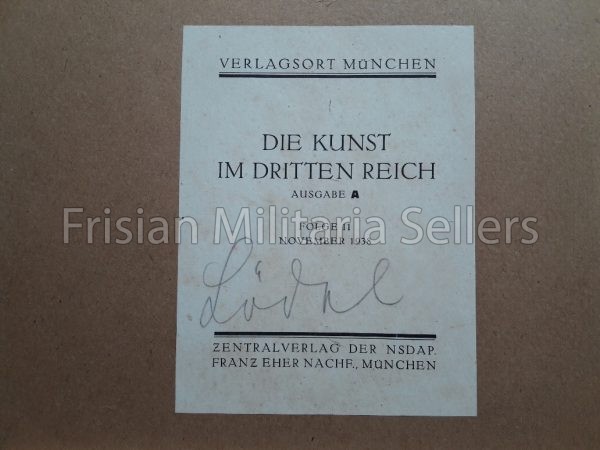 VERLAGSORT MÜNCHEN
DIE KUNST
IM DRITTEN REICH
AUSGABE A
Frisian Militaria Sellers
FOLGE 11
NOVEMBER 1938
Lödel
ZENTRALVERLAG DER NSDAP.
FRANZ EHER NACHF., MÜNCHEN